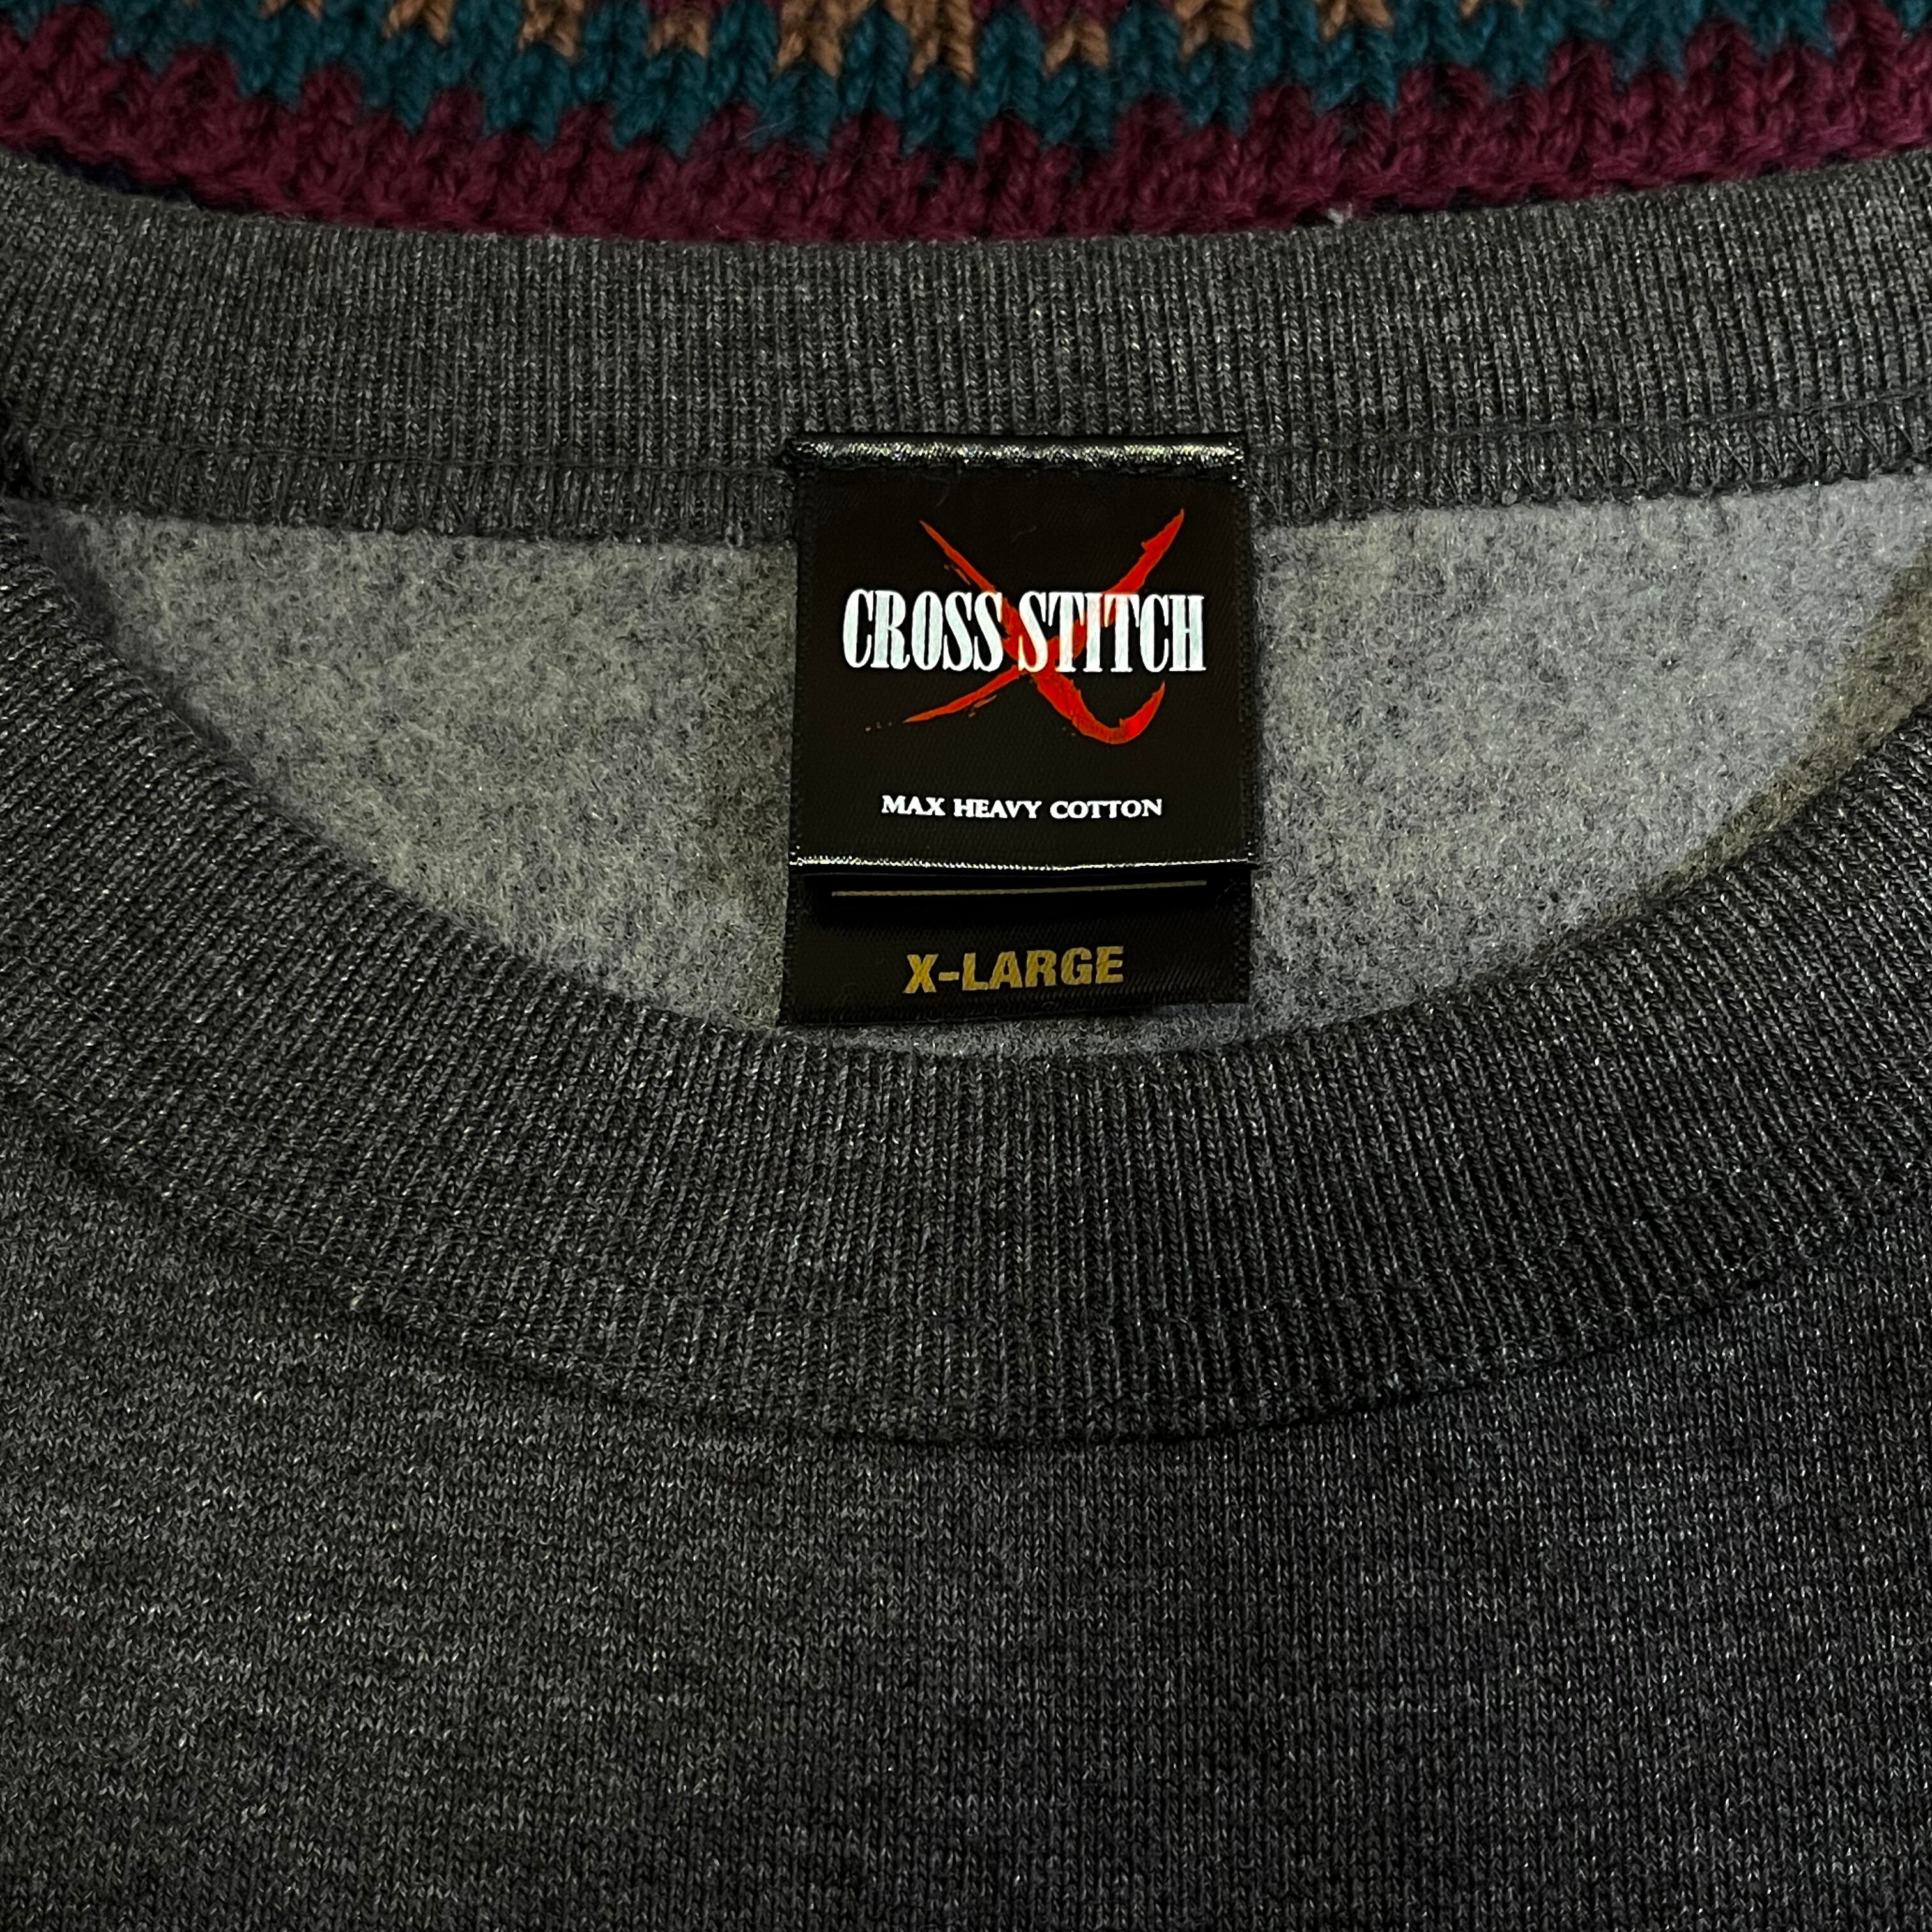 CROSS STITCH
MAX HEAVY COTTON
X-LARGE